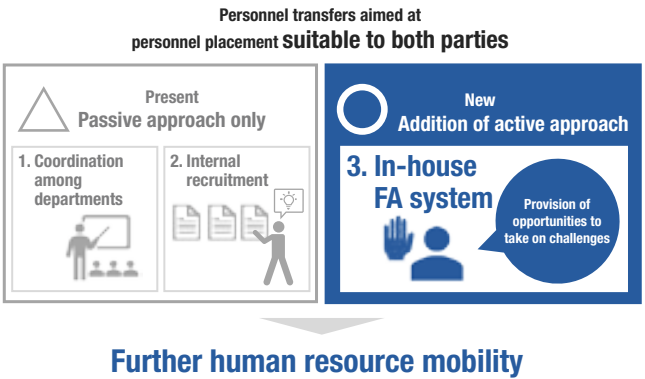 Personnel transfers aimed at
personnel placement suitable to both parties
Present
Passive approach only
1. Coordination
among
departments
2. Internal
recruitment
New
Addition of active approach
3. In-house
FA system
Provision of
opportunities to
take on challenges
Further human resource mobility